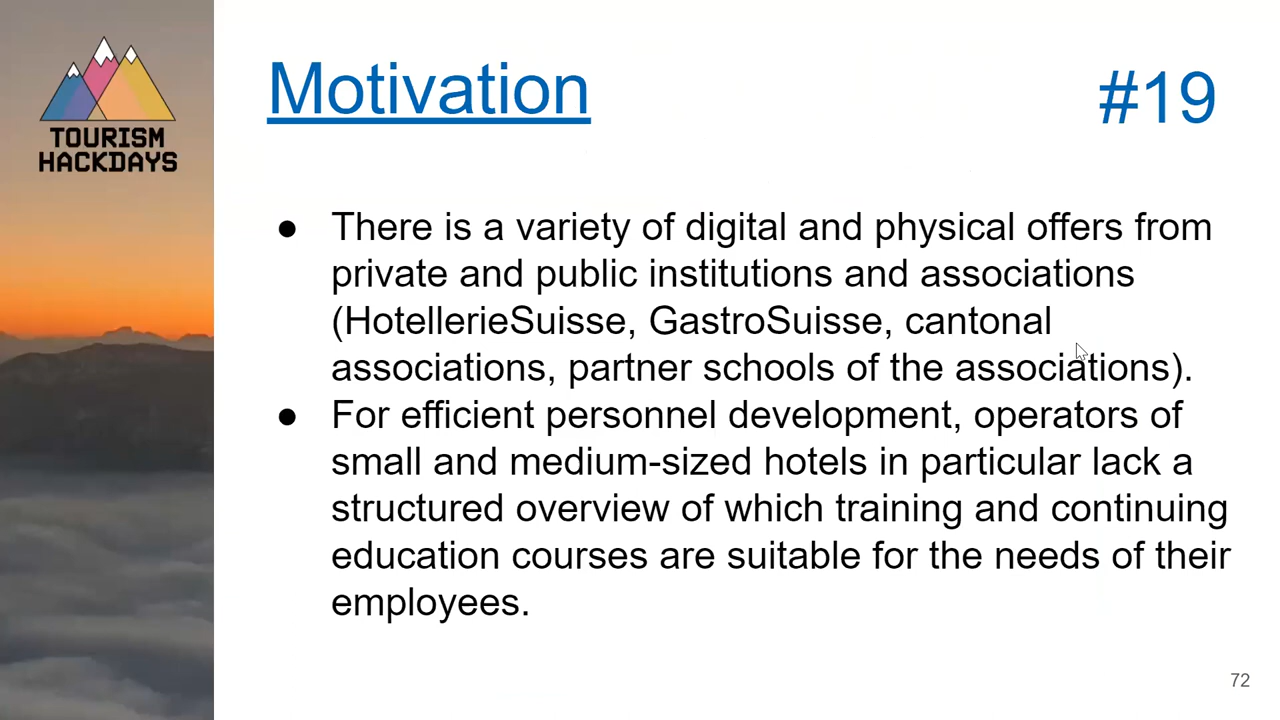 TOURISM
HACKDAYS
Motivation
#19
● There is a variety of digital and physical offers from
private and public institutions and associations
(HotellerieSuisse, GastroSuisse, cantonal
associations, partner schools of the associations).
● For efficient personnel development, operators of
small and medium-sized hotels in particular lack a
structured overview of which training and continuing
education courses are suitable for the needs of their
employees.
72